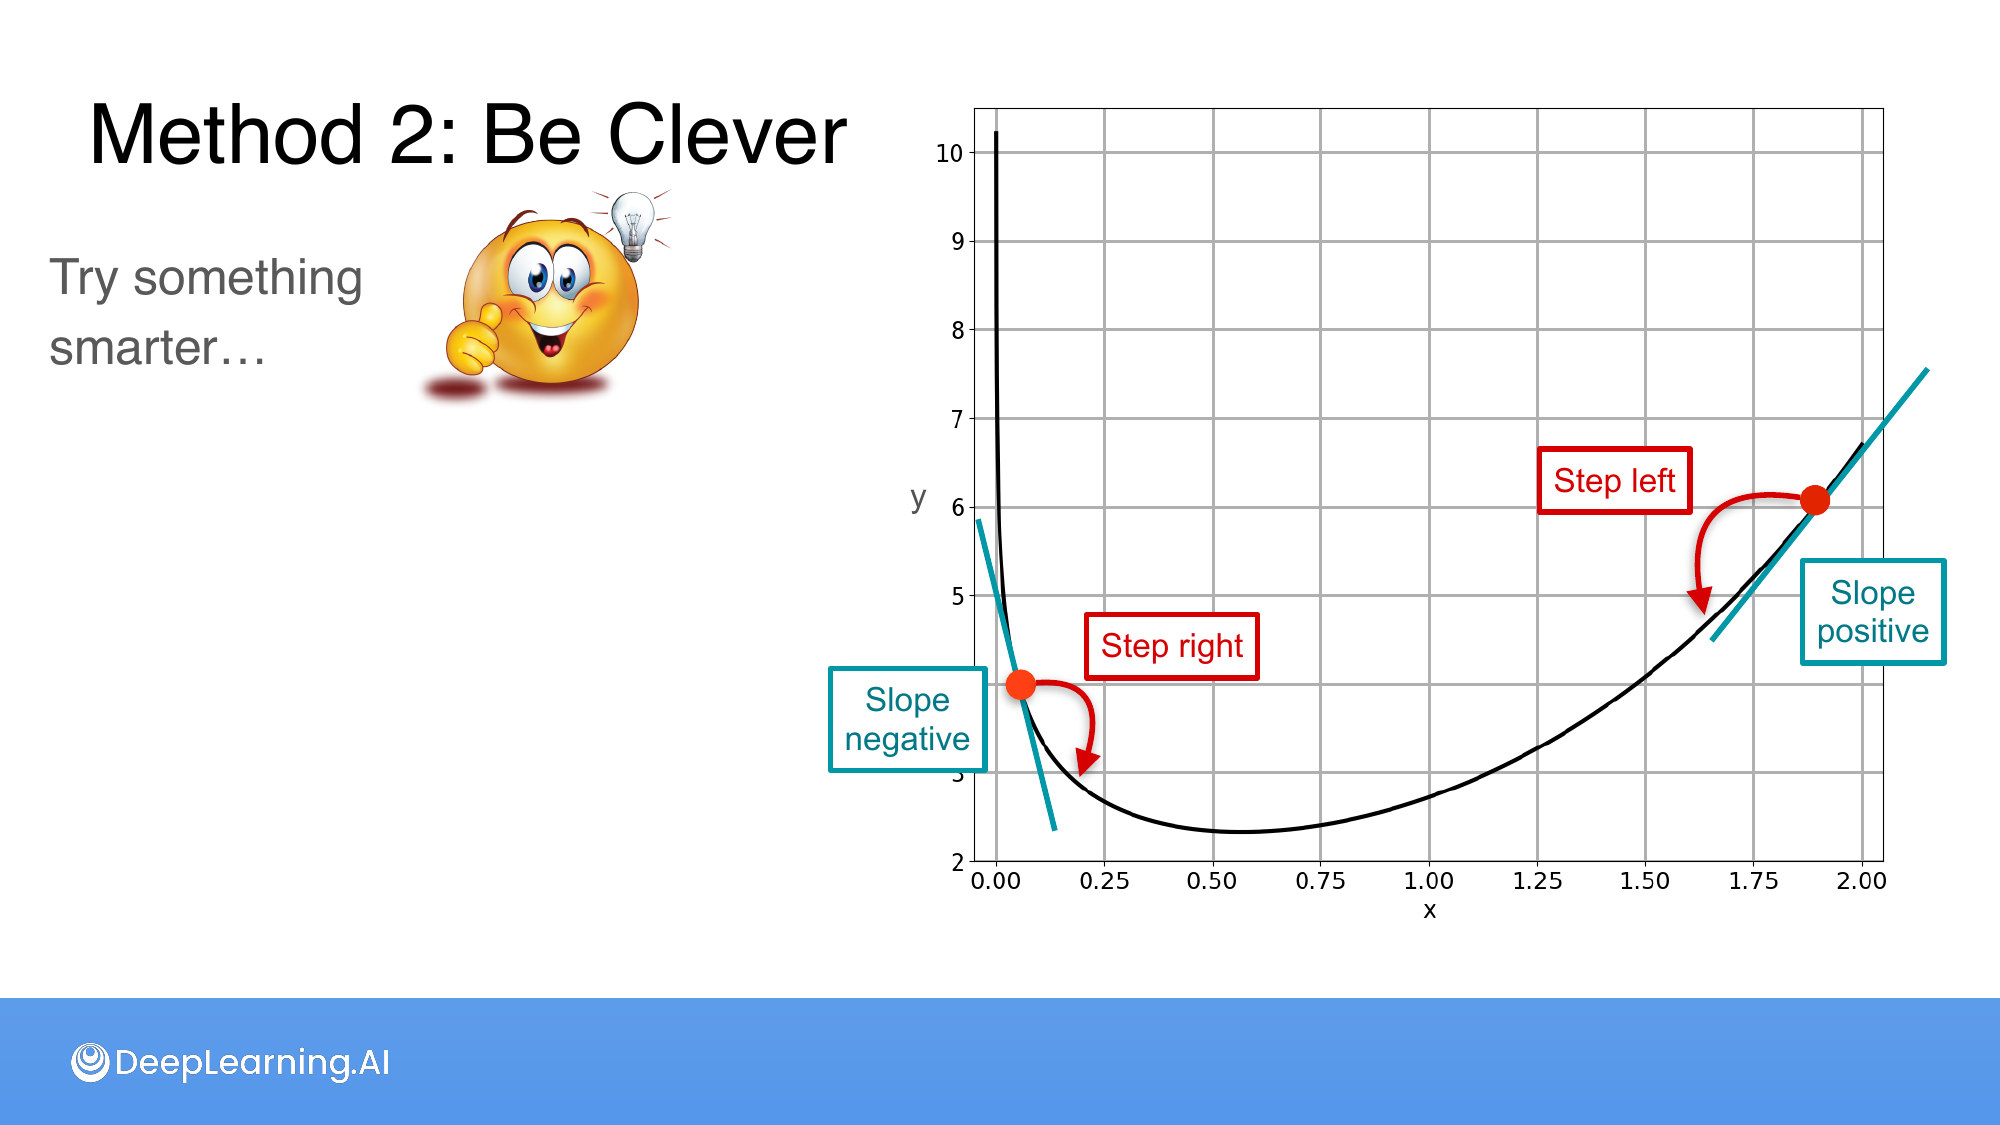 Method 2: Be Clever
Try something
smarter…
10
9
8
7
y
6
5
3
2
Step left
Slope
positive
Step right
Slope
negative
0.00 0.25 0.50 0.75 1.00 1.25 1.50 1.75 2.00
x
DeepLearning.AI